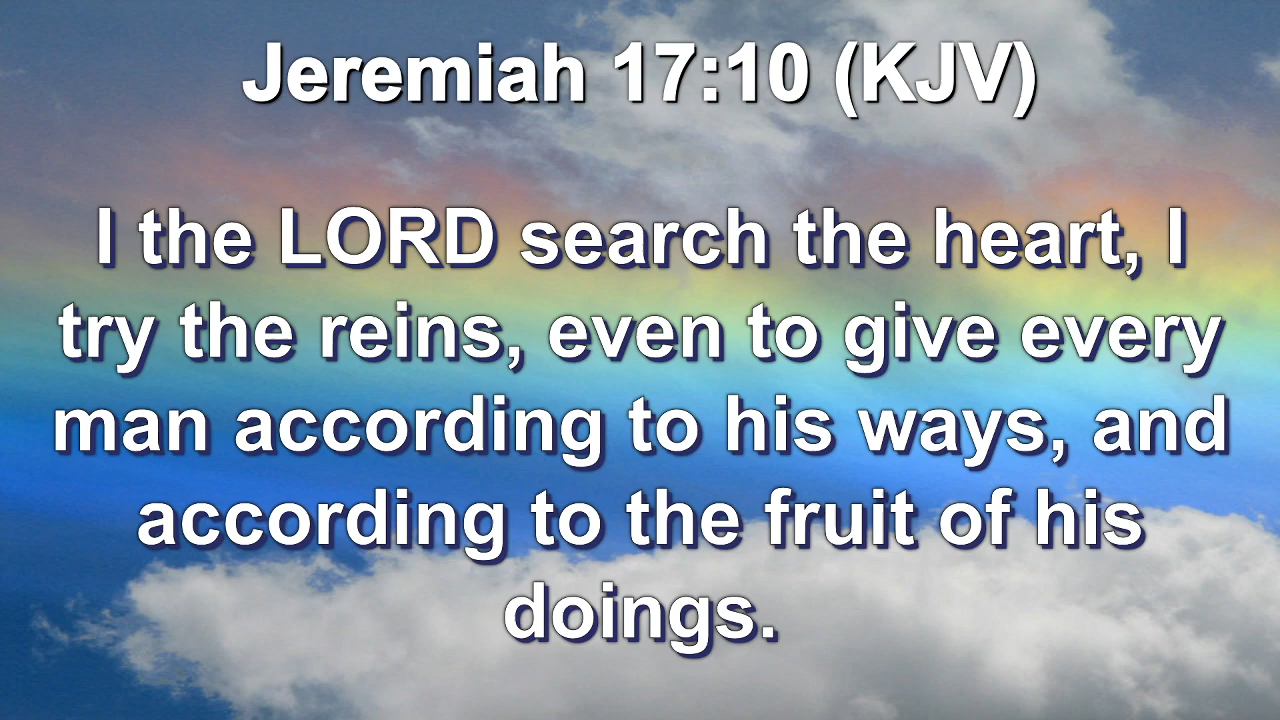 Jeremiah 17:10 (KJV)
I the LORD search the heart, I
try the reins, even to give every
man according to his ways, and
according to the fruit of his
doings.